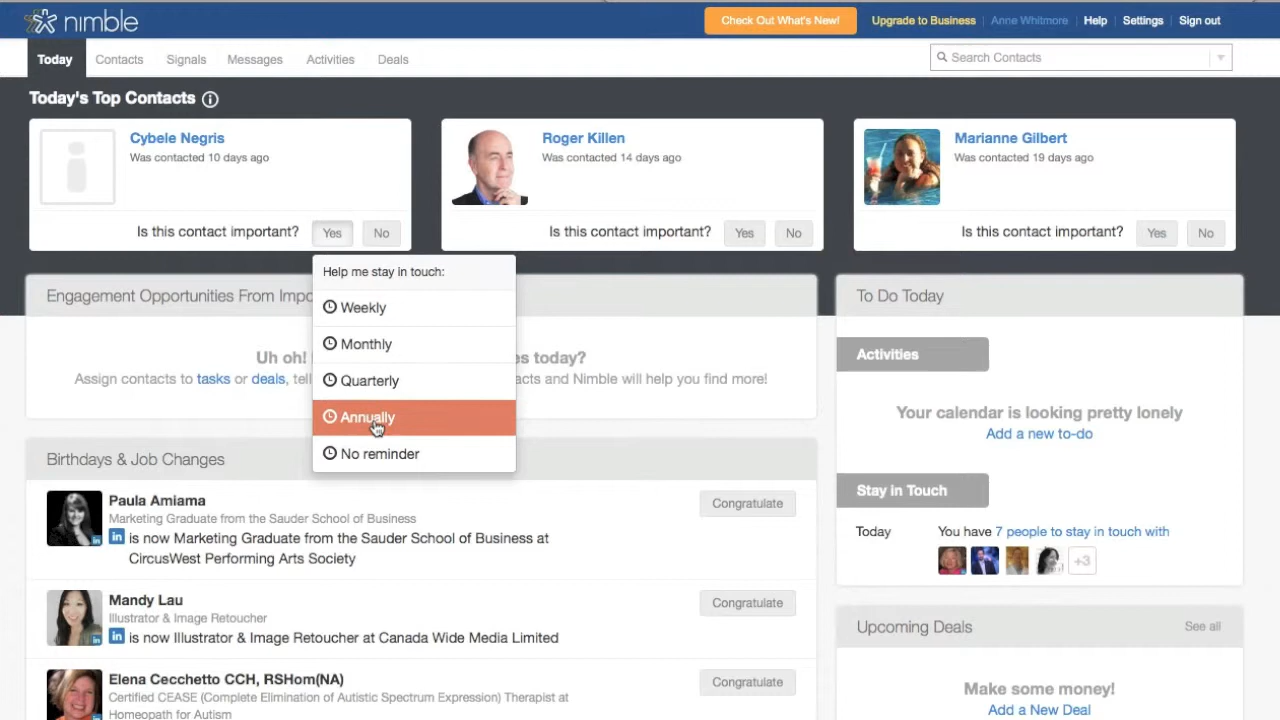 nimble
Check Out What's New!
Upgrade to Business
Anne Whitmore
Help
Settings
Sign out
Today
Contacts
Signals
Messages
Activities
Deals
Search Contacts
Today's Top Contacts
Cybele Negris
Was contacted 10 days ago
Is this contact important?
Yes
No
Roger Killen
Was contacted 14 days ago
Is this contact important?
Yes
No
Marianne Gilbert
Was contacted 19 days ago
Is this contact important?
Yes
No
Help me stay in touch:
Weekly
Monthly
Quarterly
Annually
No reminder
Engagement Opportunities From Impo
Uh oh!
es today?
Assign contacts to tasks or deals, tell
acts and Nimble will help you find more!
Birthdays & Job Changes
Paula Amiama
Marketing Graduate from the Sauder School of Business
in is now Marketing Graduate from the Sauder School of Business at
CircusWest Performing Arts Society
Congratulate
Mandy Lau
Illustrator & Image Retoucher
in is now Illustrator & Image Retoucher at Canada Wide Media Limited
Congratulate
Elena Cecchetto CCH, RSHom(NA)
Certified CEASE (Complete Elimination of Autistic Spectrum Expression) Therapist at
Homeopath for Autism
Congratulate
To Do Today
Activities
Your calendar is looking pretty lonely
Add a new to-do
Stay in Touch
Today
You have 7 people to stay in touch with
+3
Upcoming Deals
See all
Make some money!
Add a New Deal